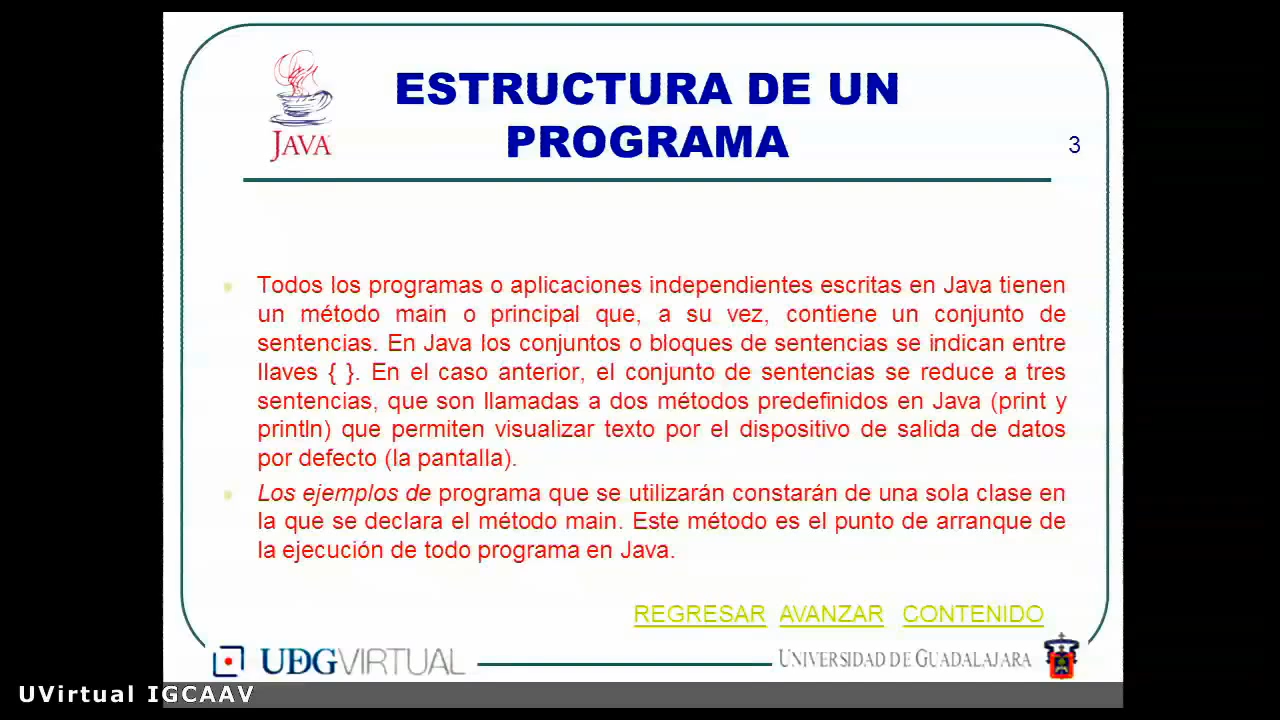 JAVA
ESTRUCTURA DE UN
PROGRAMA
3
Todos los programas o aplicaciones independientes escritas en Java tienen
un método main o principal que, a su vez, contiene un conjunto de
sentencias. En Java los conjuntos o bloques de sentencias se indican entre
llaves { }. En el caso anterior, el conjunto de sentencias se reduce a tres
sentencias, que son llamadas a dos métodos predefinidos en Java (print y
println) que permiten visualizar texto por el dispositivo de salida de datos
por defecto (la pantalla).
Los ejemplos de programa que se utilizarán constarán de una sola clase en
la que se declara el método main. Este método es el punto de arranque de
la ejecución de todo programa en Java.
REGRESAR AVANZAR CONTENIDO
UDGVIRTUAL
UNIVERSIDAD DE GUADALAJARA
UVirtual IGCAAV